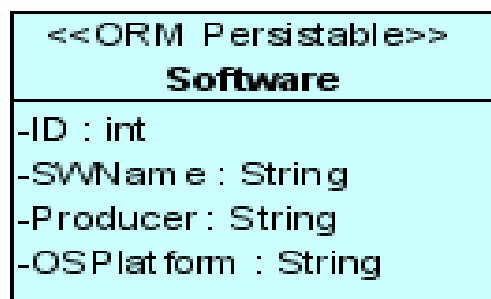 <<ORM Persistable>>
Software
-ID : int
-SWName : String
-Producer : String
-OSPlatform : String